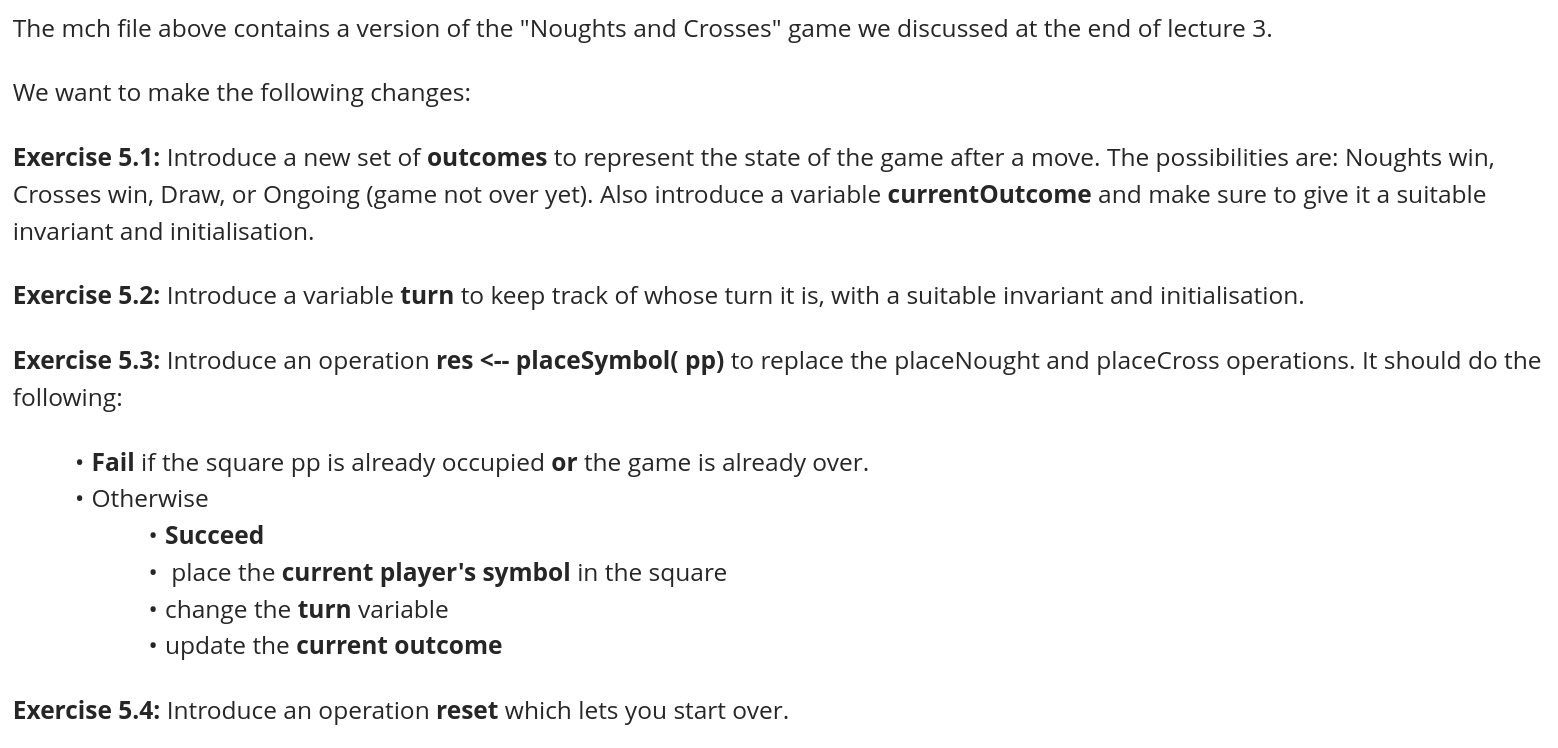 The mch file above contains a version of the "Noughts and Crosses" game we discussed at the end of lecture 3.
We want to make the following changes:
Exercise 5.1: Introduce a new set of outcomes to represent the state of the game after a move. The possibilities are: Noughts win,
Crosses win, Draw, or Ongoing (game not over yet). Also introduce a variable currentOutcome and make sure to give it a suitable
invariant and initialisation.
Exercise 5.2: Introduce a variable turn to keep track of whose turn it is, with a suitable invariant and initialisation.
Exercise 5.3: Introduce an operation res <-- placeSymbol( pp) to replace the placeNought and placeCross operations. It should do the
following:
• Fail if the square pp is already occupied or the game is already over.
• Otherwise
• Succeed
• place the current player's symbol in the square
• change the turn variable
• update the current outcome
Exercise 5.4: Introduce an operation reset which lets you start over.